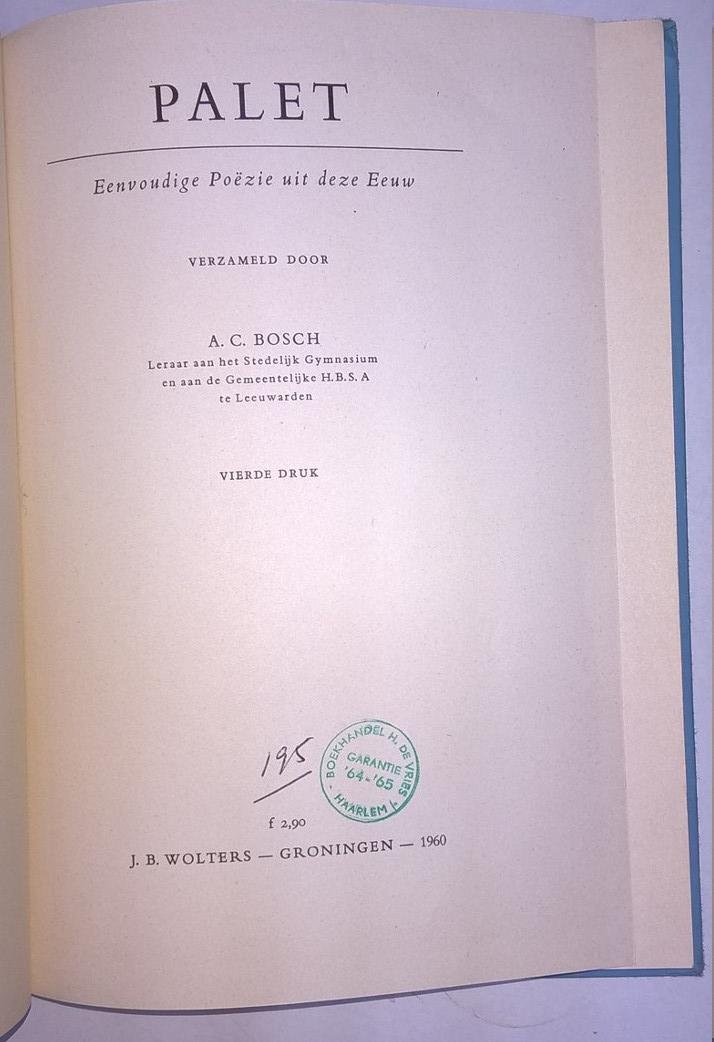 PALET
Eenvoudige Poëzie uit deze Eeuw
VERZAMELD DOOR
A. C. BOSCH
Leraar aan het Stedelijk Gymnasium
en aan de Gemeentelijke H.B.S. A
te Leeuwarden
VIERDE DRUK
195
BOEKHANDEL H. DE VRIES
GARANTIE
'64-'65
HAARLEM
f 2,90
J. B. WOLTERS — GRONINGEN — 1960